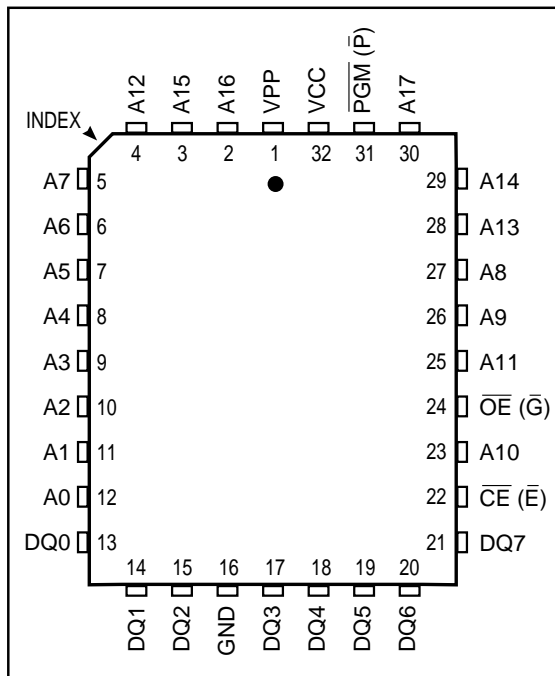 A12 A15 A16 VPP VCC P̅G̅M̅ (P̅) A17
INDEX
4 3 2 1 32 31 30
A7 5 29 A14
A6 6 28 A13
A5 7 27 A8
A4 8 26 A9
A3 9 25 A11
A2 10 24 O̅E̅ (G̅)
A1 11 23 A10
A0 12 22 C̅E̅ (E̅)
DQ0 13 21 DQ7
14 15 16 17 18 19 20
DQ1 DQ2 GND DQ3 DQ4 DQ5 DQ6